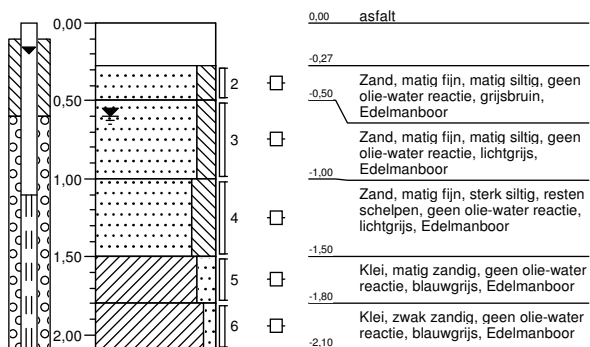 0,00
0,50
1,00
1,50
2,00
2
3
4
5
6
0,00 asfalt
-0,27
Zand, matig fijn, matig siltig, geen
olie-water reactie, grijsbruin,
Edelmanboor
-0,50
Zand, matig fijn, matig siltig, geen
olie-water reactie, lichtgrijs,
Edelmanboor
-1,00
Zand, matig fijn, sterk siltig, resten
schelpen, geen olie-water reactie,
lichtgrijs, Edelmanboor
-1,50
Klei, matig zandig, geen olie-water
reactie, blauwgrijs, Edelmanboor
-1,80
Klei, zwak zandig, geen olie-water
reactie, blauwgrijs, Edelmanboor
-2,10